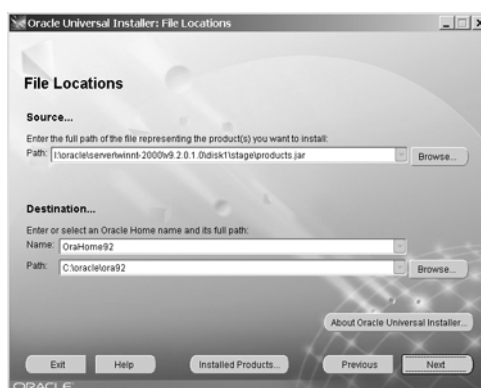 Oracle Universal Installer: File Locations
File Locations
Source...
Enter the full path of the file representing the product(s) you want to install:
Path: I:\oracle\server\winnt-2000\v9.2.0.1.0\disk1\stage\products.jar Browse...
Destination...
Enter or select an Oracle Home name and its full path:
Name: OraHome92
Path: C:\oracle\ora92 Browse...
About Oracle Universal Installer...
Exit Help Installed Products... Previous Next
ORACLE